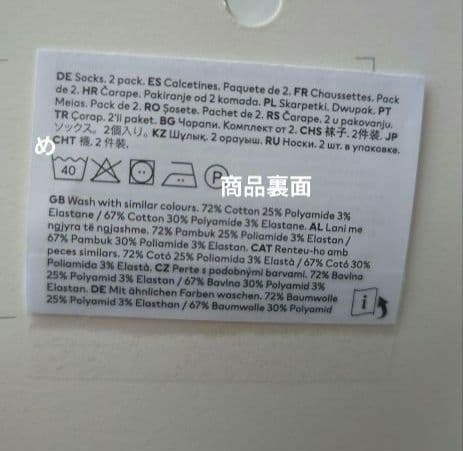 DE Socks. 2 pack. ES Calcetines. Paquete de 2. FR Chaussettes. Pack
de 2. HR Čarape. Pakiranje od 2 komada. PL Skarpetki. Dwupak. PT
Meias. Pack de 2. RO Șosete. Pachet de 2. RS Čarape. 2 u pakovanju.
TR Çorap. 2'li paket. BG Чорапи. Комплект от 2. CHS 袜子. 2件装. JP
ソックス。2個入り。 KZ Шұлық. 2 орауыш. RU Носки. 2 шт. в упаковке.
め
CHT 襪. 2 件裝.
40
P
商品裏面
GB Wash with similar colours. 72% Cotton 25% Polyamide 3%
Elastane / 67% Cotton 30% Polyamide 3% Elastane. AL Lani me
ngjyra të ngjashme. 72% Pambuk 25% Poliamid 3% Elastan /
67% Pambuk 30% Poliamide 3% Elastan. CAT Renteu-ho amb
peces similars. 72% Cotó 25% Poliamida 3% Elastà / 67% Cotó 30%
Poliamida 3% Elastà. CZ Perte s podobnými barvami. 72% Bavlna
25% Polyamid 3% Elastan / 67% Bavlna 30% Polyamid 3%
Elastan. DE Mit ähnlichen Farben waschen. 72% Baumwolle
25% Polyamid 3% Elasthan / 67% Baumwolle 30% Polyamid
i